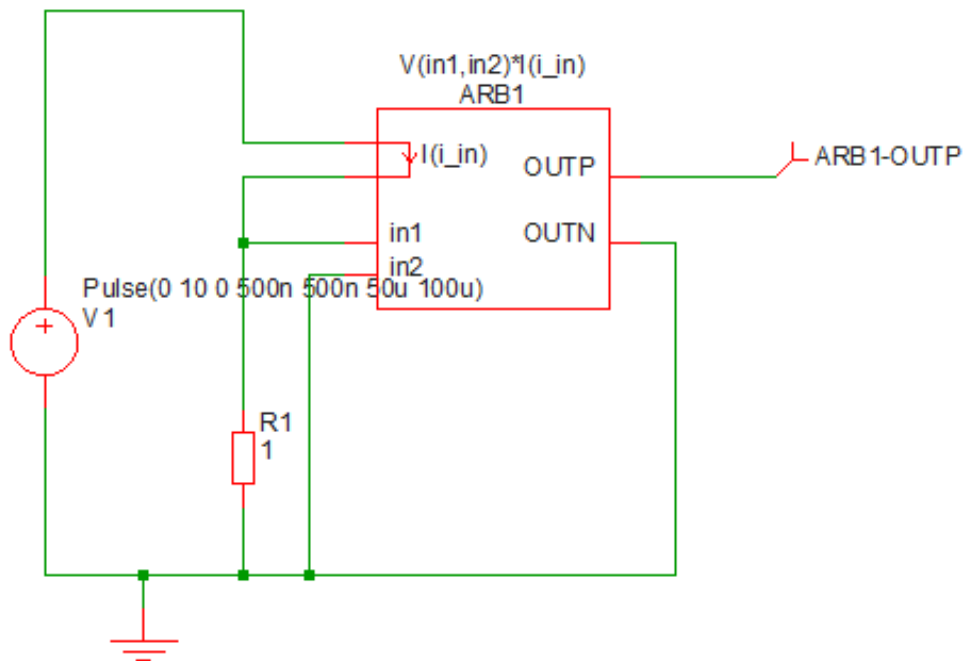 V(in1,in2)*I(i_in)
ARB1
I(i_in)
OUTP
ARB1-OUTP
in1
OUTN
in2
Pulse(0 10 0 500n 500n 50u 100u)
V1
+
R1
1